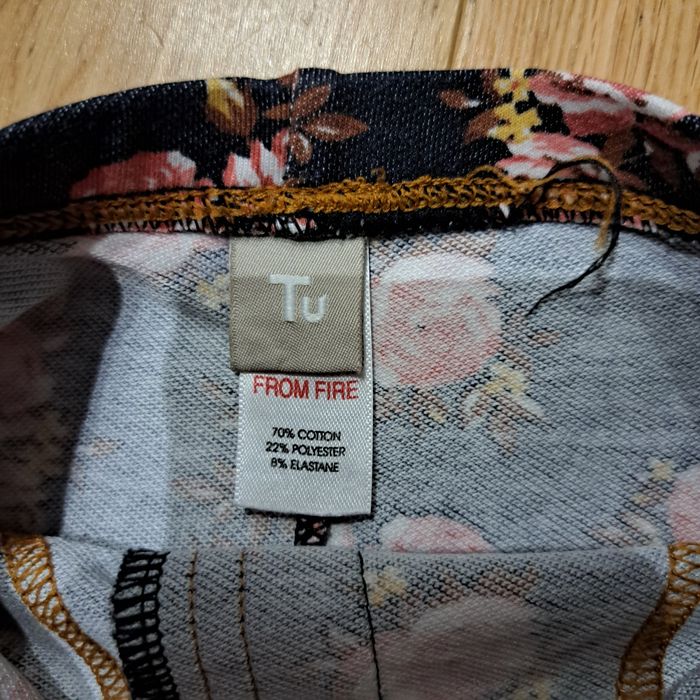 Tu
FROM FIRE
70% COTTON
22% POLYESTER
8% ELASTANE